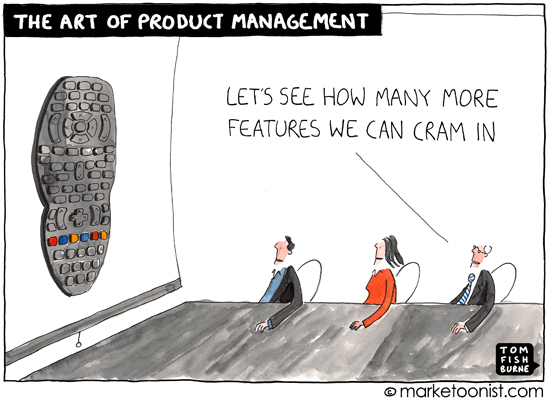 THE ART OF PRODUCT MANAGEMENT
LET'S SEE HOW MANY MORE
FEATURES WE CAN CRAM IN
TOM
FISH
BURNE
© marketoonist.com